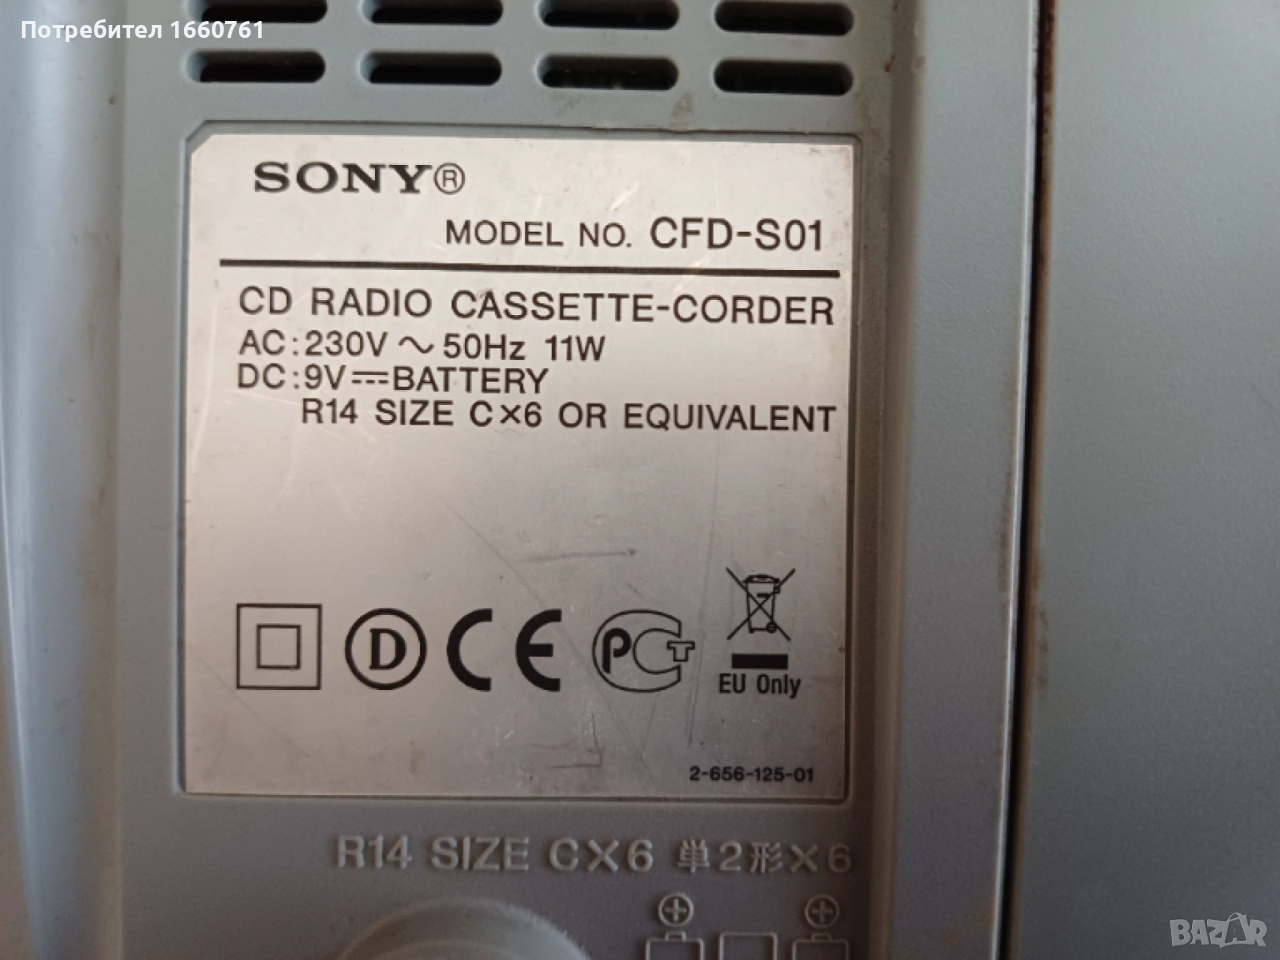 Потребител 1660761
SONY®
MODEL NO. CFD-S01
CD RADIO CASSETTE-CORDER
AC:230V ~ 50Hz 11W
DC:9V⎓BATTERY
R14 SIZE C×6 OR EQUIVALENT
D CE PCT
EU Only
2-656-125-01
R14 SIZE C×6 単2形×6
BAZAR